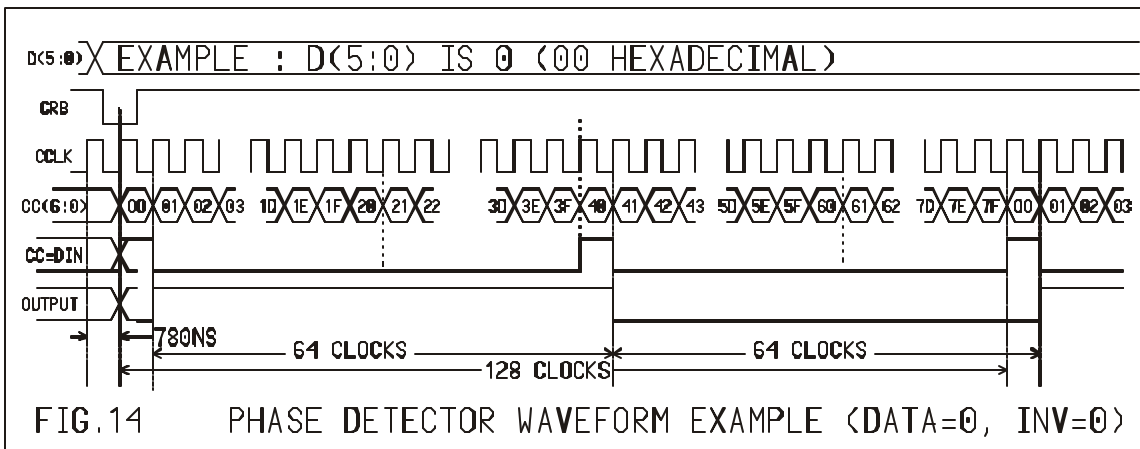 D(5:0) EXAMPLE : D(5:0) IS 0 (00 HEXADECIMAL)
CRB
CCLK
CC(6:0) 00 01 02 03 1D 1E 1F 20 21 22 3D 3E 3F 40 41 42 43 5D 5E 5F 60 61 62 7D 7E 7F 00 01 02 03
CC=DIN
OUTPUT
780NS
64 CLOCKS 64 CLOCKS
128 CLOCKS
FIG.14 PHASE DETECTOR WAVEFORM EXAMPLE (DATA=0, INV=0)